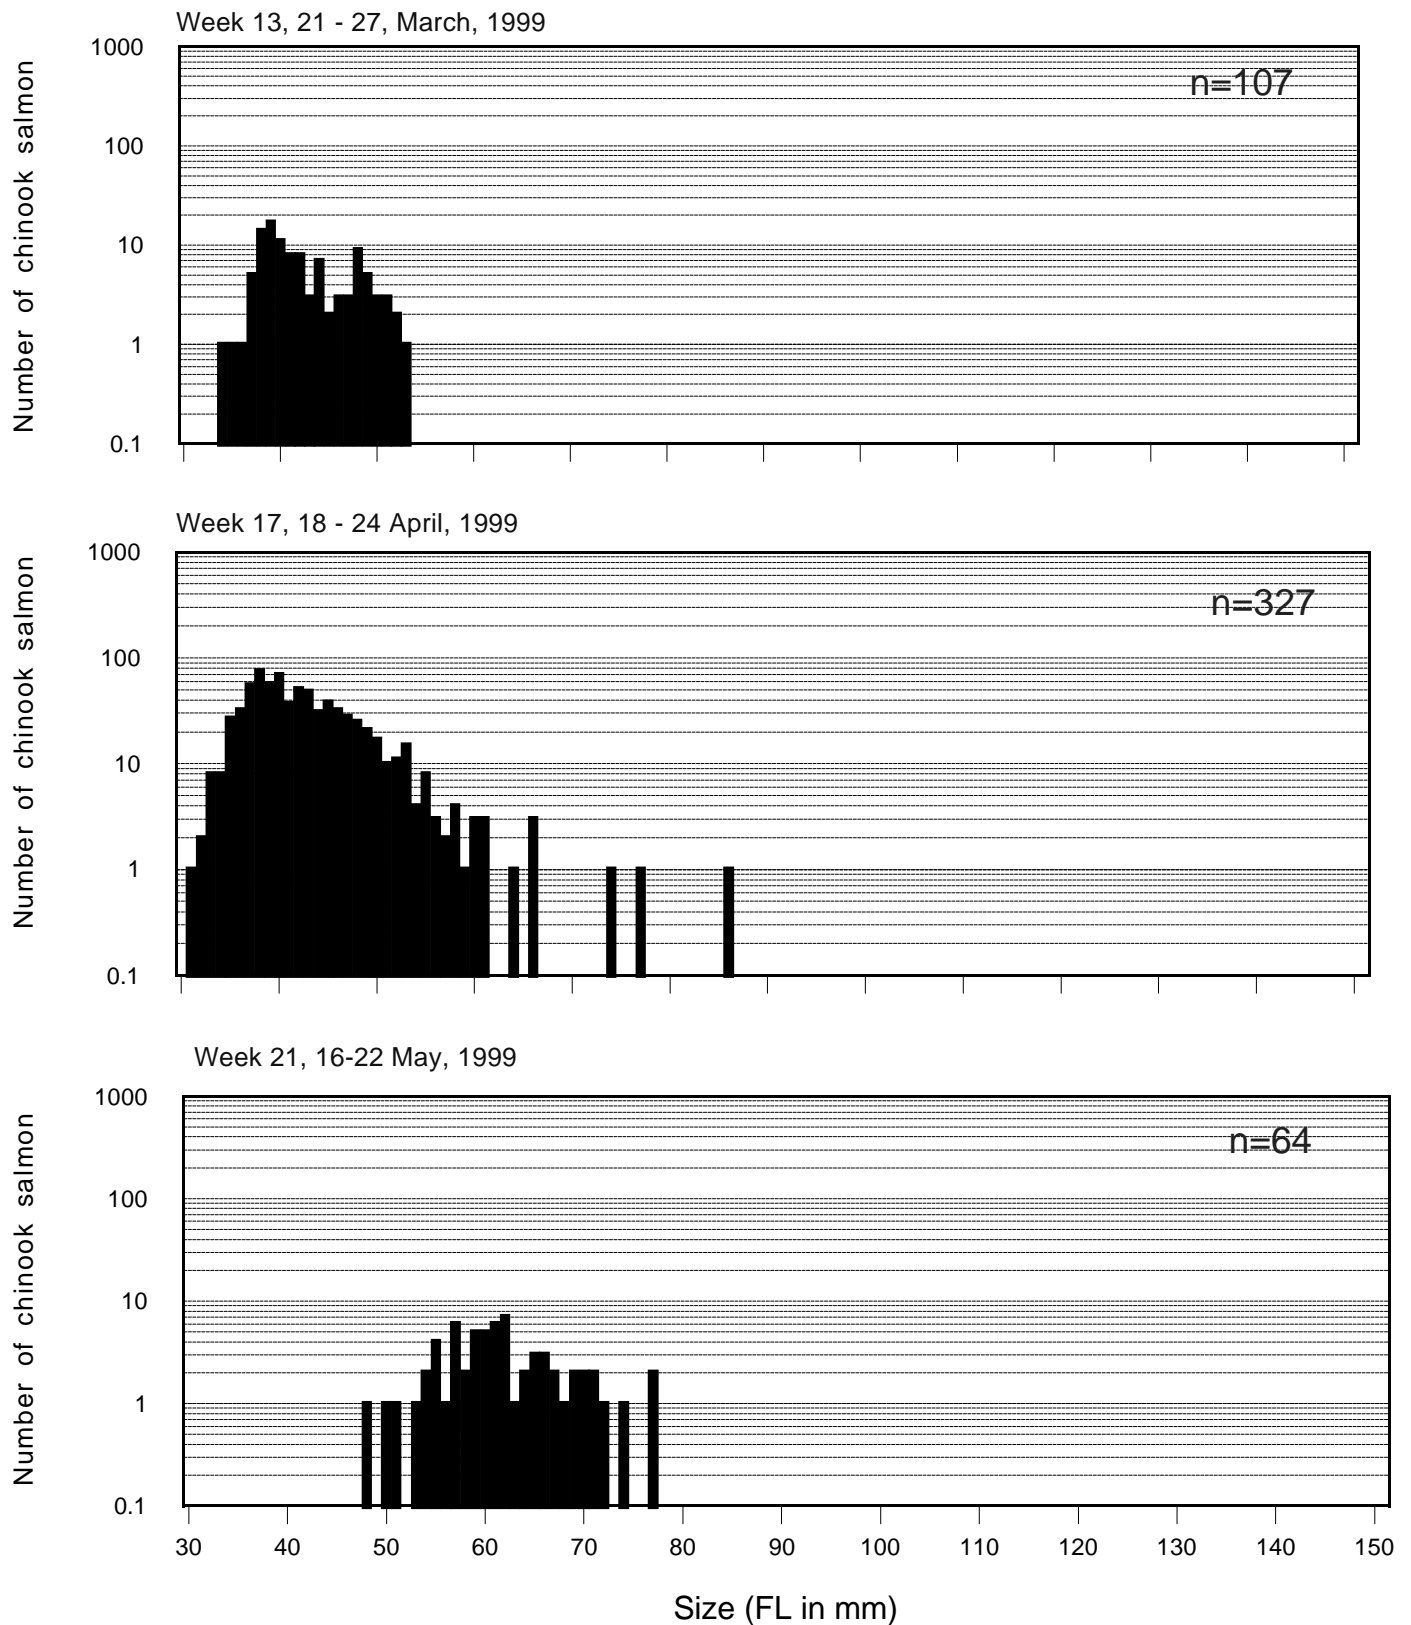 Week 13, 21 - 27, March, 1999
Number of chinook salmon
1000
100
10
1
0.1
n=107
Week 17, 18 - 24 April, 1999
Number of chinook salmon
1000
100
10
1
0.1
n=327
Week 21, 16-22 May, 1999
Number of chinook salmon
1000
100
10
1
0.1
n=64
30 40 50 60 70 80 90 100 110 120 130 140 150
Size (FL in mm)